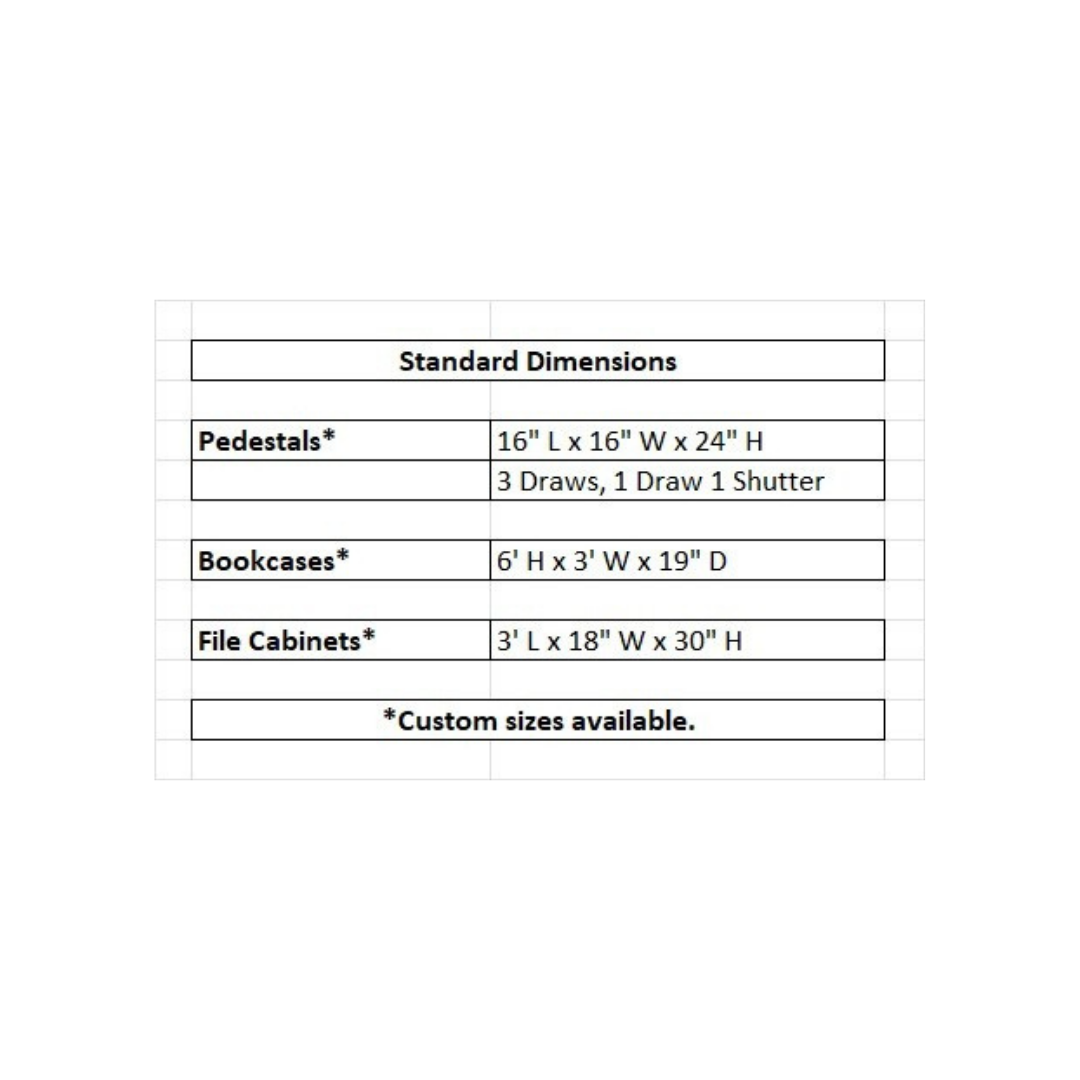 Standard Dimensions
Pedestals* 16" L x 16" W x 24" H
3 Draws, 1 Draw 1 Shutter
Bookcases* 6' H x 3' W x 19" D
File Cabinets* 3' L x 18" W x 30" H
*Custom sizes available.